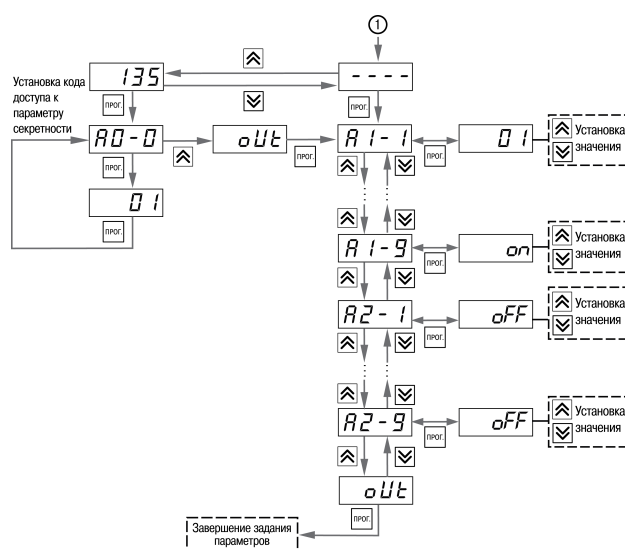 1
135
- - - -
Установка кода
доступа к
параметру
секретности
ПРОГ.
ПРОГ.
A0-0
oUt
ПРОГ.
A1-1
ПРОГ.
01
Установка
значения
ПРОГ.
01
ПРОГ.
A1-9
ПРОГ.
on
Установка
значения
A2-1
ПРОГ.
oFF
Установка
значения
A2-9
ПРОГ.
oFF
Установка
значения
oUt
ПРОГ.
Завершение задания
параметров